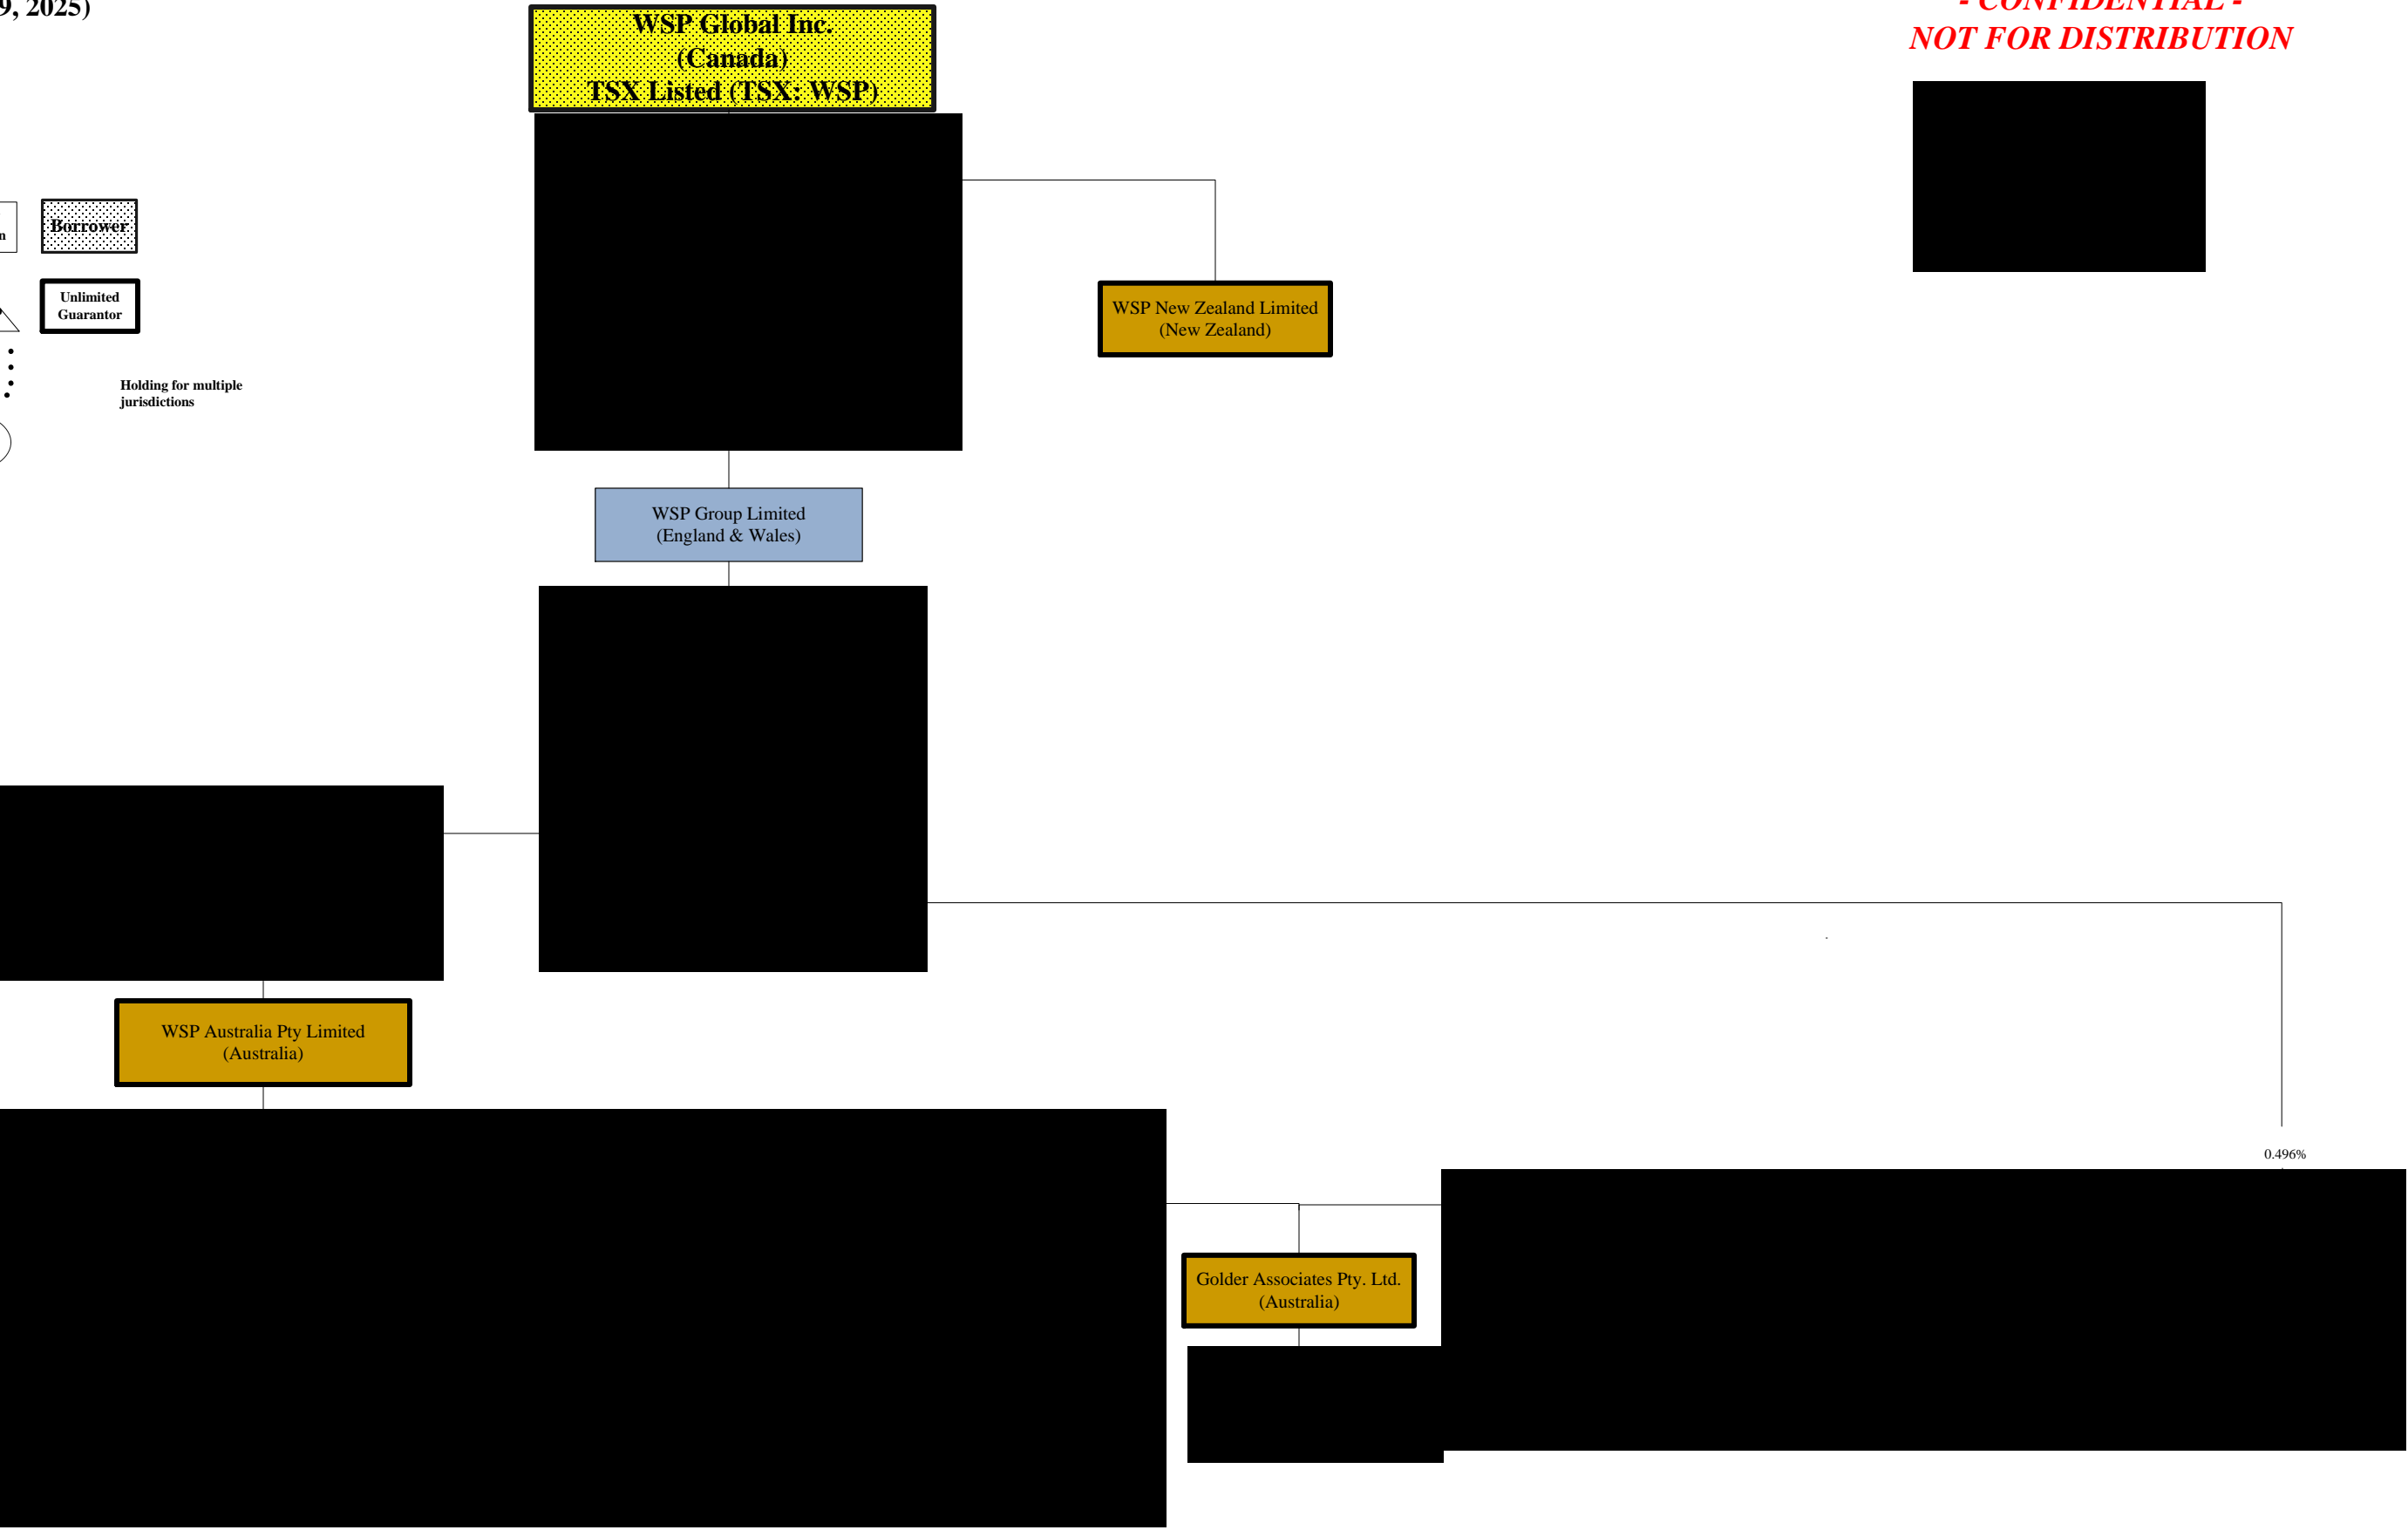 9, 2025)
WSP Global Inc.
(Canada)
TSX Listed (TSX: WSP)
- CONFIDENTIAL -
NOT FOR DISTRIBUTION
n
Borrower
Unlimited
Guarantor
Holding for multiple
jurisdictions
WSP New Zealand Limited
(New Zealand)
WSP Group Limited
(England & Wales)
WSP Australia Pty Limited
(Australia)
0.496%
Golder Associates Pty. Ltd.
(Australia)